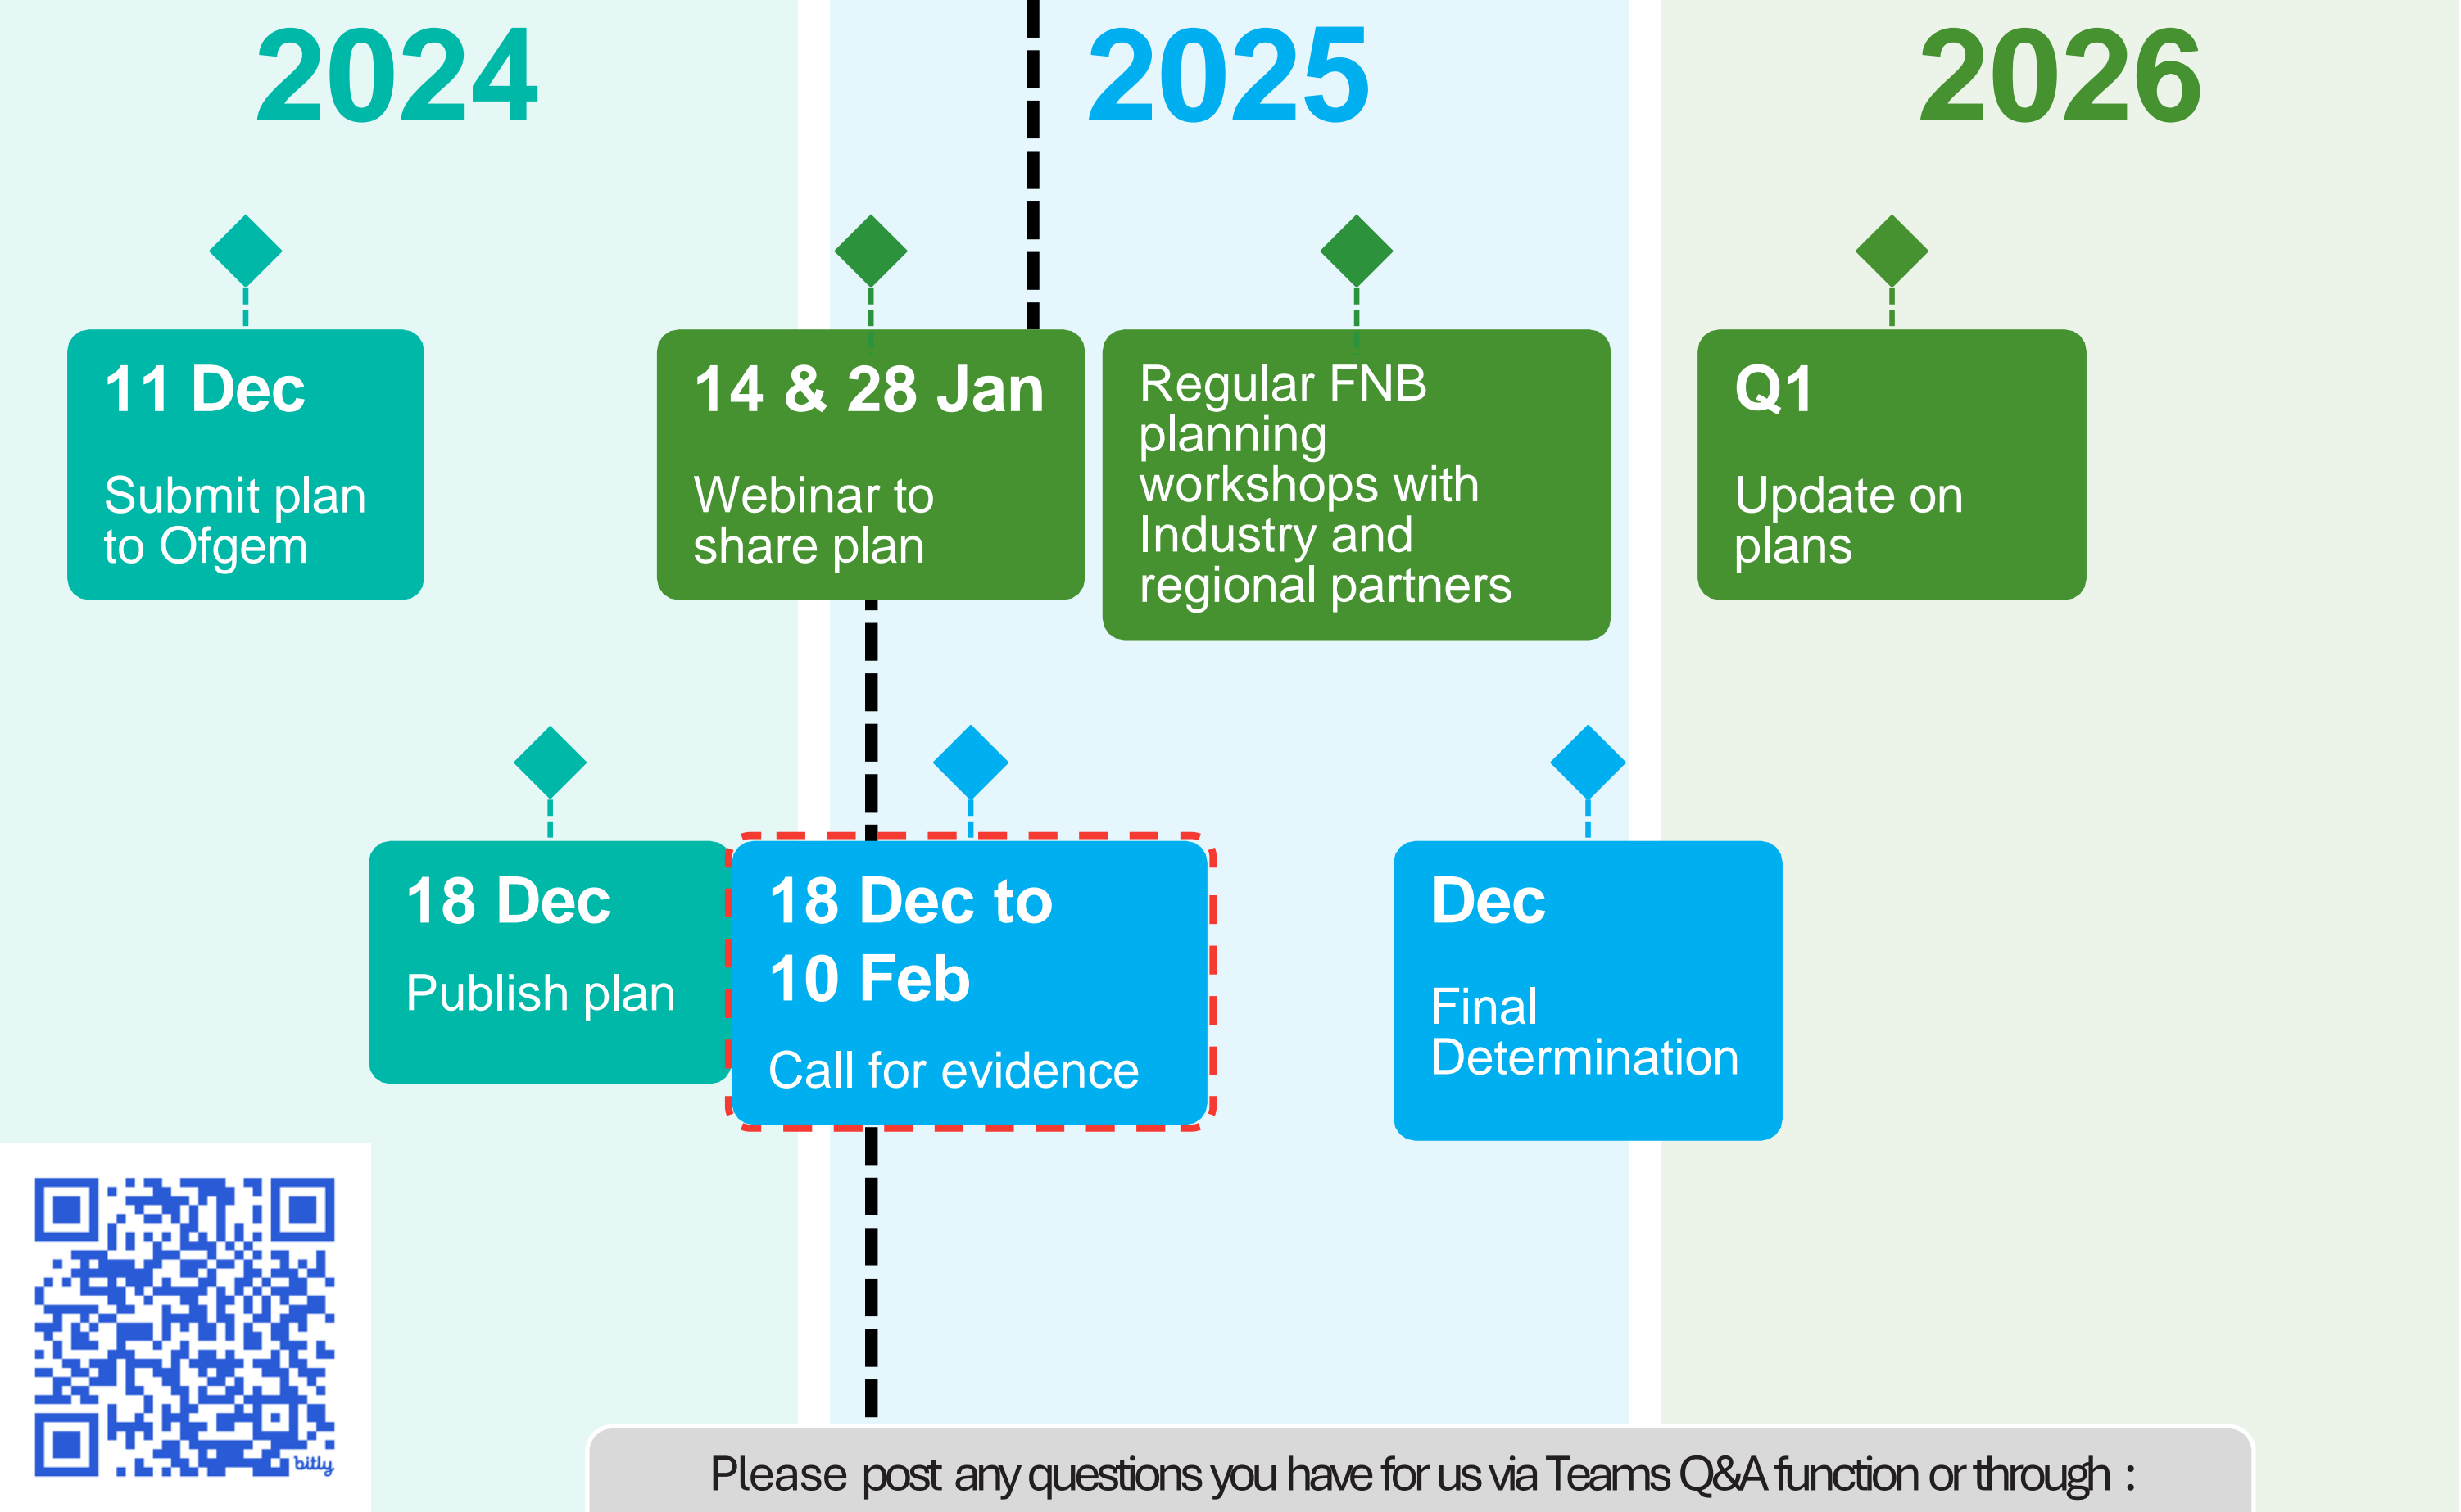 2024
2025
2026
11 Dec
Submit plan
to Ofgem
14 & 28 Jan
Webinar to
share plan
Regular FNB
planning
workshops with
Industry and
regional partners
Q1
Update on
plans
18 Dec
Publish plan
18 Dec to
10 Feb
Call for evidence
Dec
Final
Determination
bitly
Please post any questions you have for us via Teams Q&A function or through :